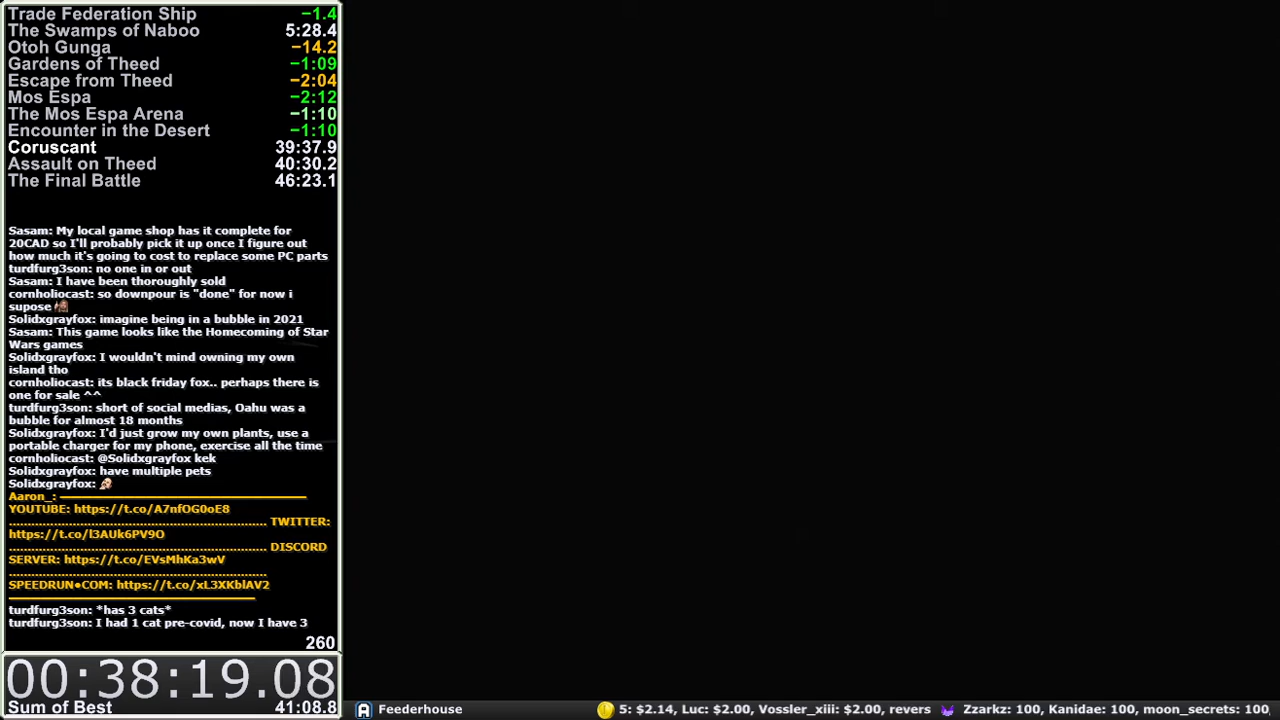 Trade Federation Ship −1.4
The Swamps of Naboo 5:28.4
Otoh Gunga −14.2
Gardens of Theed −1:09
Escape from Theed −2:04
Mos Espa −2:12
The Mos Espa Arena −1:10
Encounter in the Desert −1:10
Coruscant 39:37.9
Assault on Theed 40:30.2
The Final Battle 46:23.1
Sasam: My local game shop has it complete for
20CAD so I'll probably pick it up once I figure out
how much it's going to cost to replace some PC parts
turdfurg3son: no one in or out
Sasam: I have been thoroughly sold
cornholiocast: so downpour is "done" for now i
supose
Solidxgrayfox: imagine being in a bubble in 2021
Sasam: This game looks like the Homecoming of Star
Wars games
Solidxgrayfox: I wouldn't mind owning my own
island tho
cornholiocast: its black friday fox.. perhaps there is
one for sale ^^
turdfurg3son: short of social medias, Oahu was a
bubble for almost 18 months
Solidxgrayfox: I'd just grow my own plants, use a
portable charger for my phone, exercise all the time
cornholiocast: @Solidxgrayfox kek
Solidxgrayfox: have multiple pets
Solidxgrayfox:
Aaron_: ━━━━━━━━━━━━━━━━━━━━
YOUTUBE: https://t.co/A7nfOG0oE8
...................................................................... TWITTER:
https://t.co/l3AUk6PV9O
...................................................................... DISCORD
SERVER: https://t.co/EVsMhKa3wV
......................................................................
SPEEDRUN●COM: https://t.co/xL3XKblAV2
━━━━━━━━━━━━━━━━━━━━
turdfurg3son: *has 3 cats*
turdfurg3son: I had 1 cat pre-covid, now I have 3
260
00:38:19.08
Sum of Best 41:08.8
Feederhouse 5: $2.14, Luc: $2.00, Vossler_xiii: $2.00, revers Zzarkz: 100, Kanidae: 100, moon_secrets: 100,